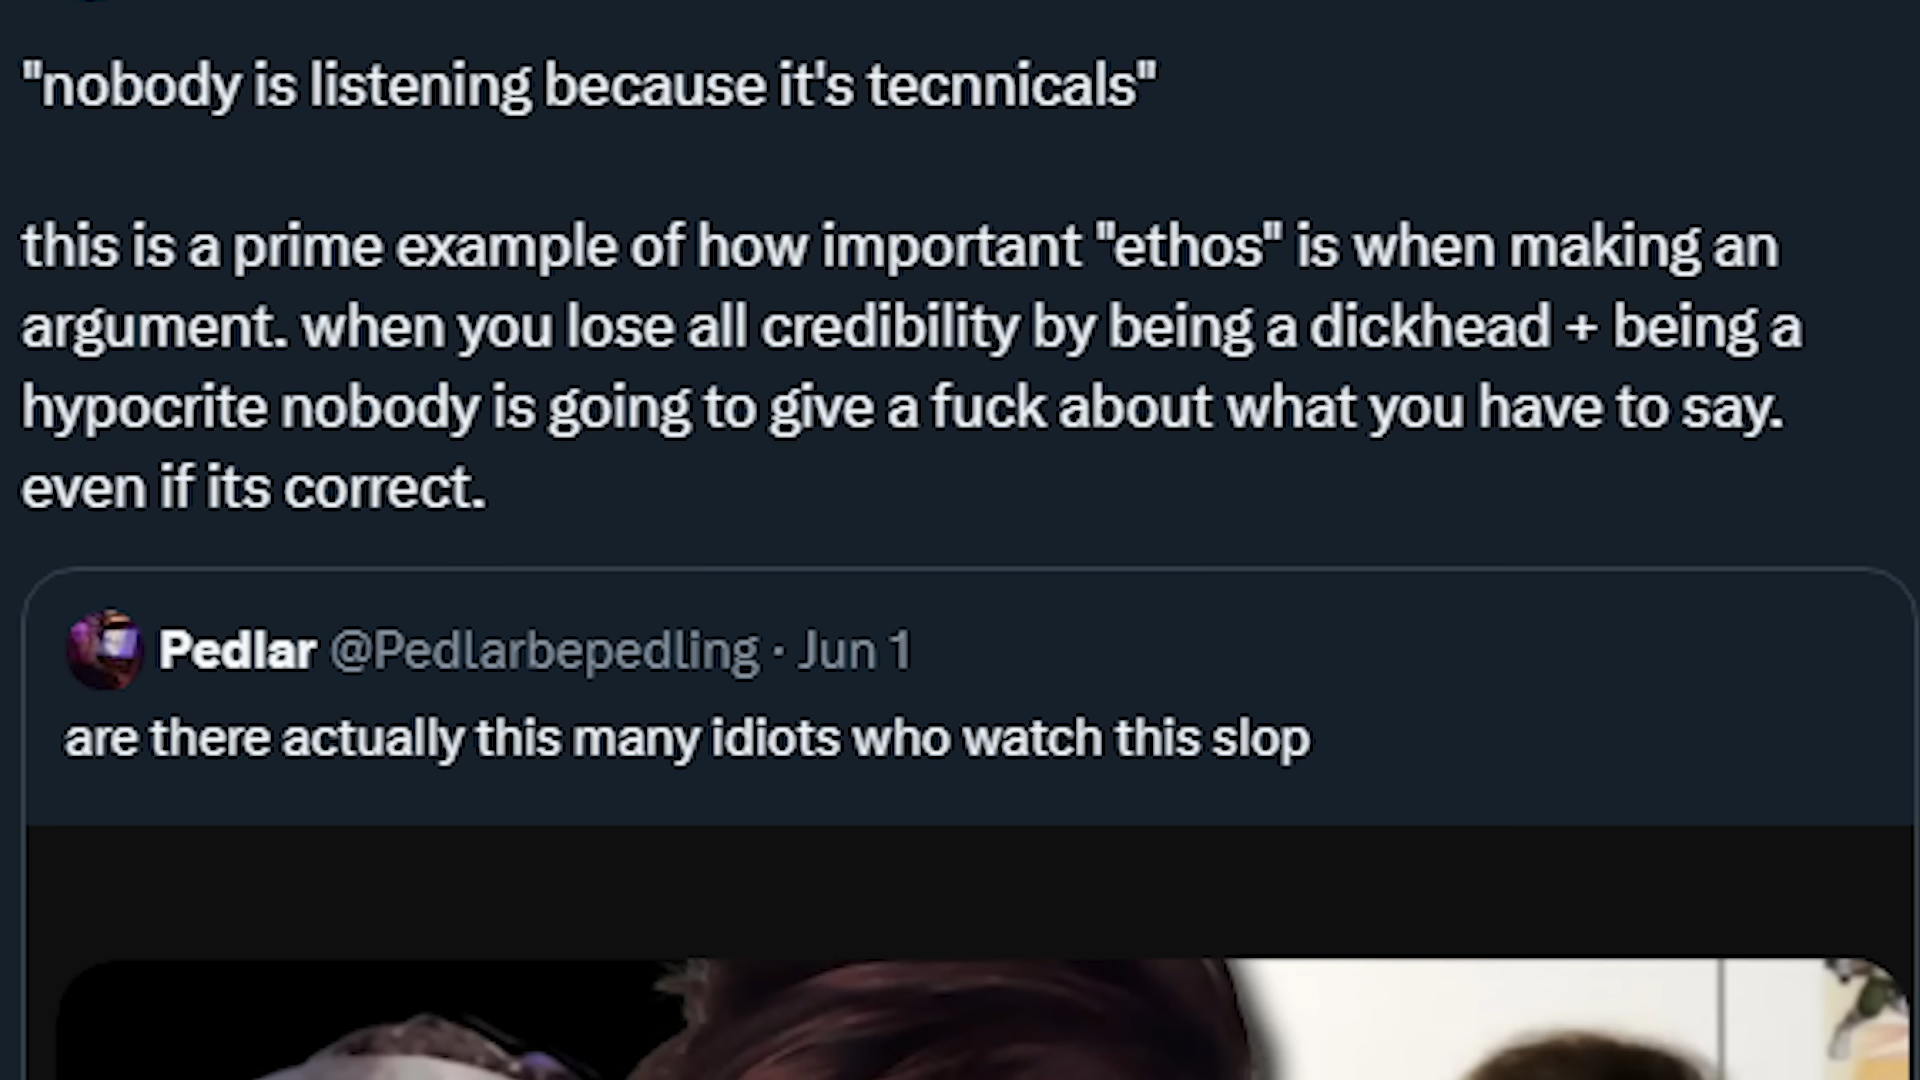 "nobody is listening because it's tecnnicals"
this is a prime example of how important "ethos" is when making an
argument. when you lose all credibility by being a dickhead + being a
hypocrite nobody is going to give a fuck about what you have to say.
even if its correct.
Pedlar @Pedlarbepedling · Jun 1
are there actually this many idiots who watch this slop